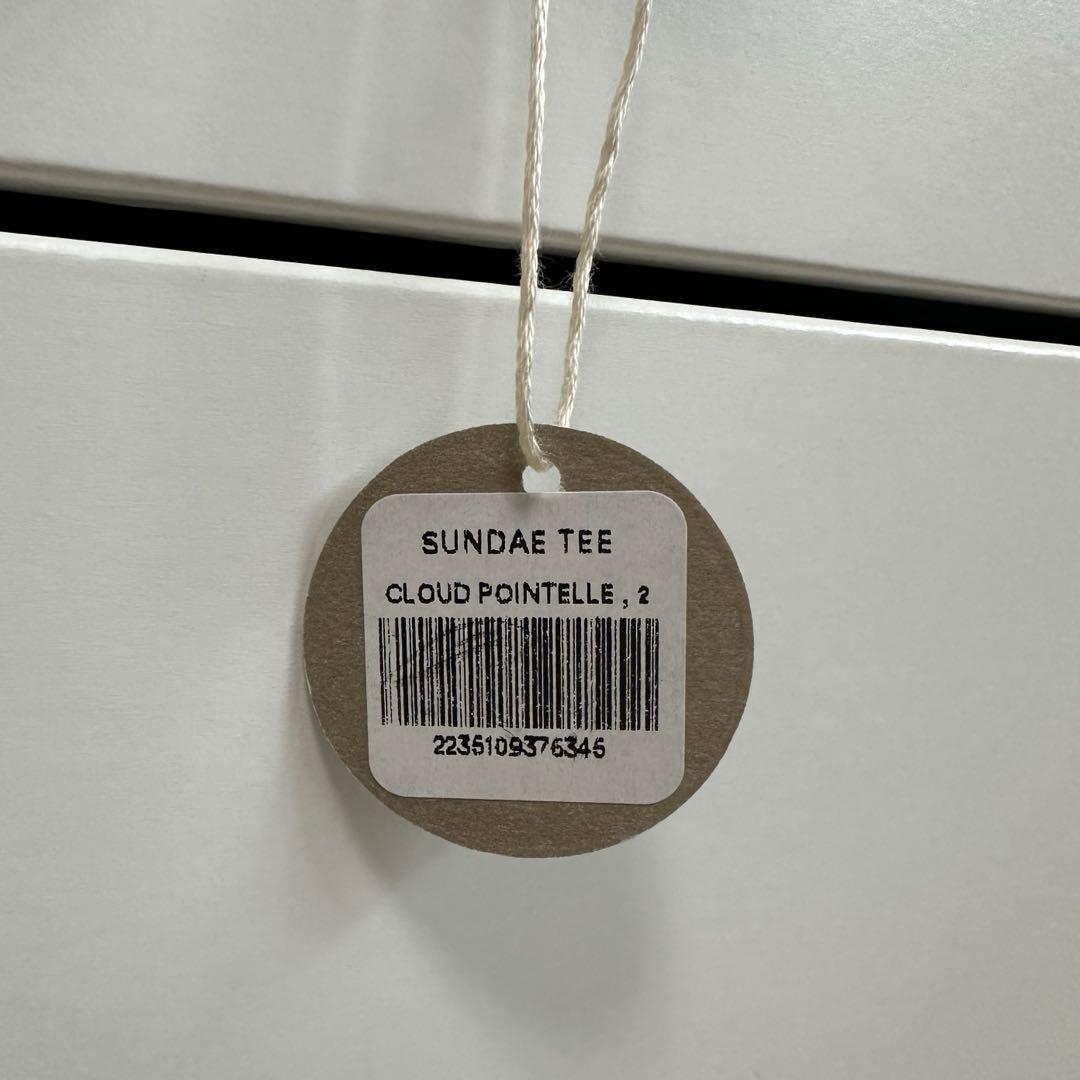 SUNDAE TEE
CLOUD POINTELLE , 2
2235109376345